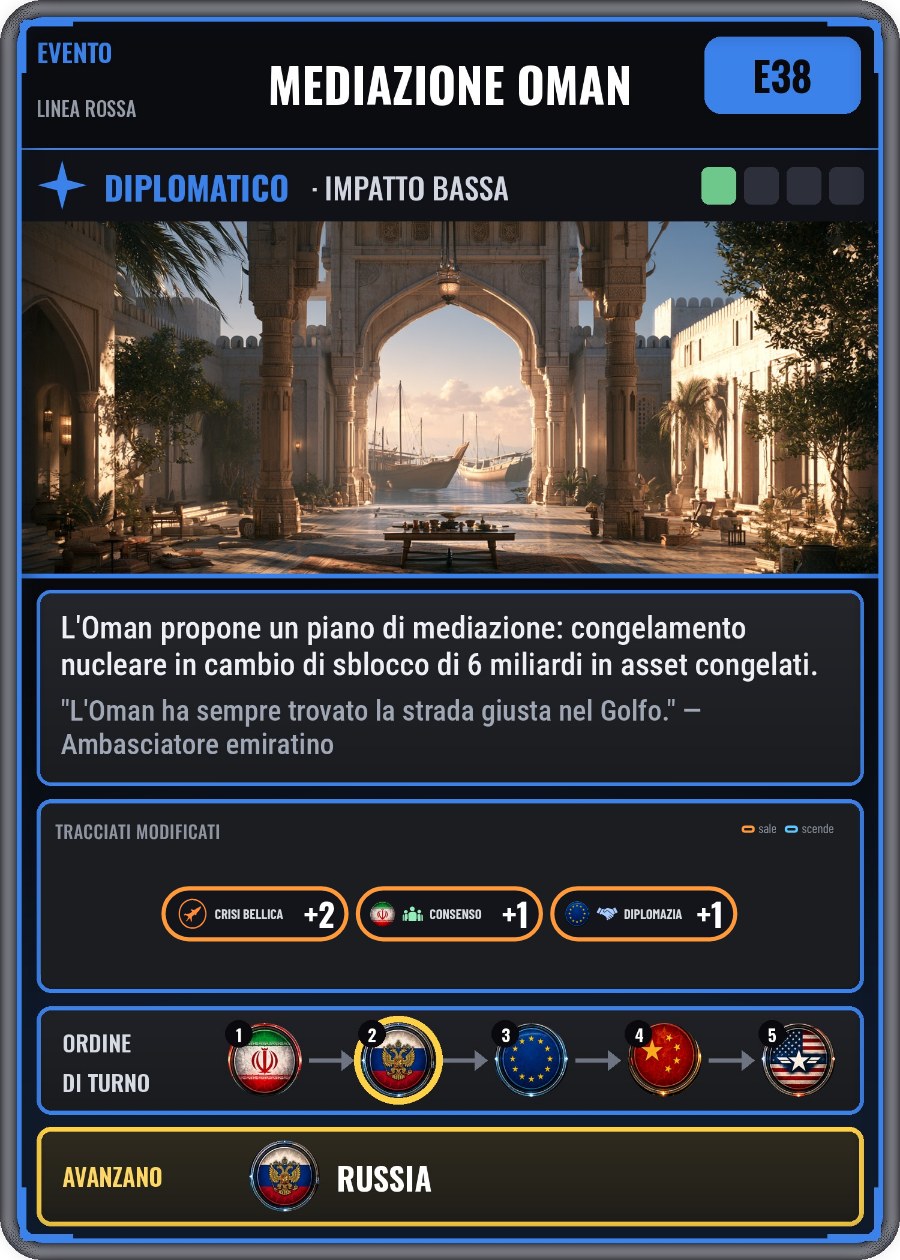 EVENTO
LINEA ROSSA
MEDIAZIONE OMAN
E38
DIPLOMATICO · IMPATTO BASSA
L'Oman propone un piano di mediazione: congelamento
nucleare in cambio di sblocco di 6 miliardi in asset congelati.
"L'Oman ha sempre trovato la strada giusta nel Golfo." —
Ambasciatore emiratino
TRACCIATI MODIFICATI
sale scende
CRISI BELLICA +2
CONSENSO +1
DIPLOMAZIA +1
ORDINE
DI TURNO
1 2 3 4 5
AVANZANO RUSSIA